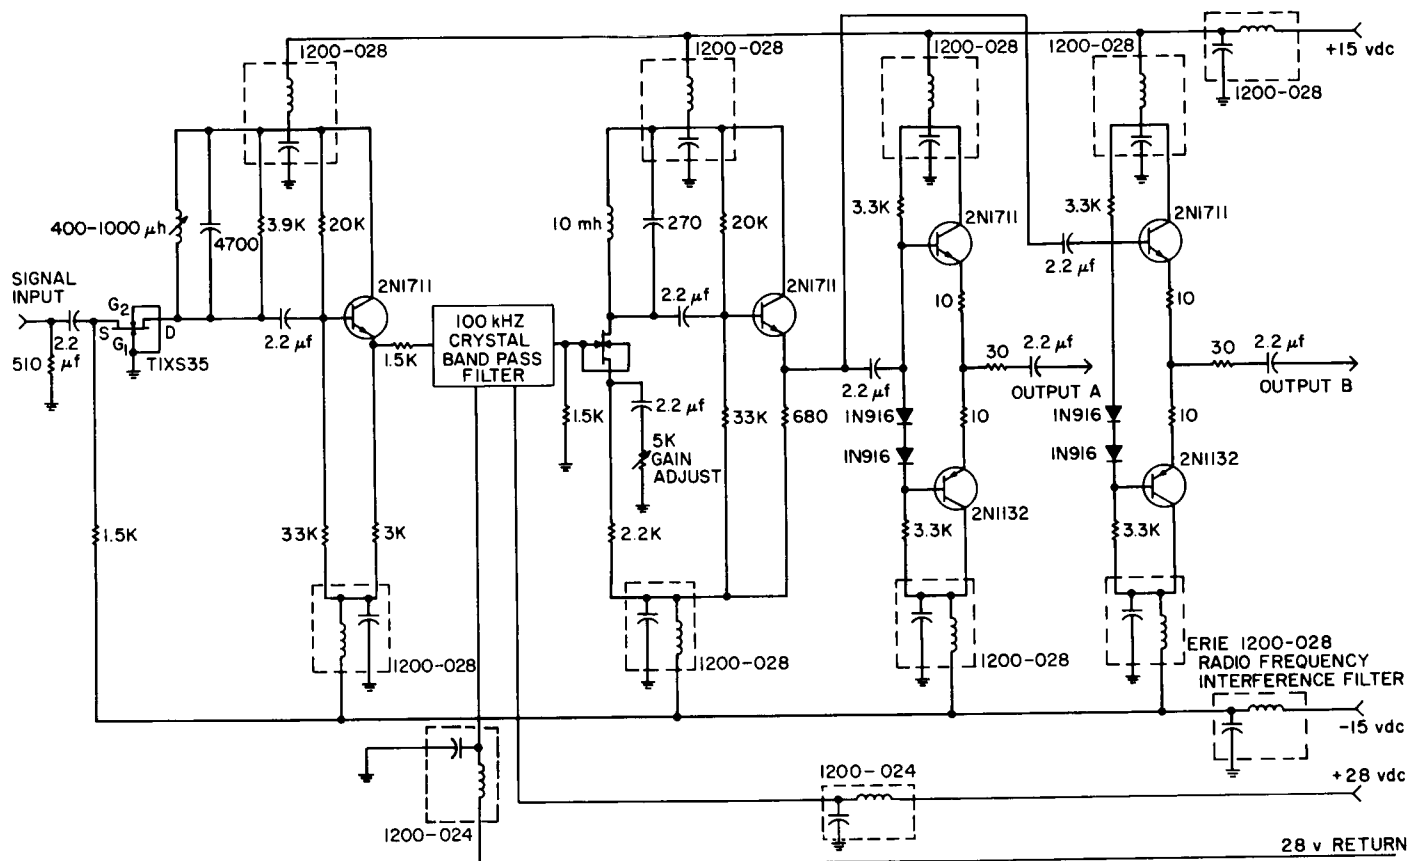 1200-028
1200-028
1200-028
1200-028
+15 vdc
1200-028
400-1000 μh
4700
3.9K
20K
10 mh
270
20K
3.3K
2N1711
3.3K
2N1711
2.2 μf
SIGNAL
INPUT
G2
S
D
G1
TIXS35
2.2
μf
510
2.2 μf
2N1711
1.5K
100 kHZ
CRYSTAL
BAND PASS
FILTER
2.2 μf
2N1711
10
10
2.2 μf
30
OUTPUT A
2.2 μf
30
OUTPUT B
2.2 μf
1.5K
2.2 μf
5K
GAIN
ADJUST
33K
680
1N916
1N916
10
2N1132
1N916
1N916
10
2N1132
1.5K
33K
3K
2.2K
3.3K
3.3K
1200-028
1200-028
1200-028
ERIE 1200-028
RADIO FREQUENCY
INTERFERENCE FILTER
-15 vdc
1200-024
1200-024
+28 vdc
28 v RETURN